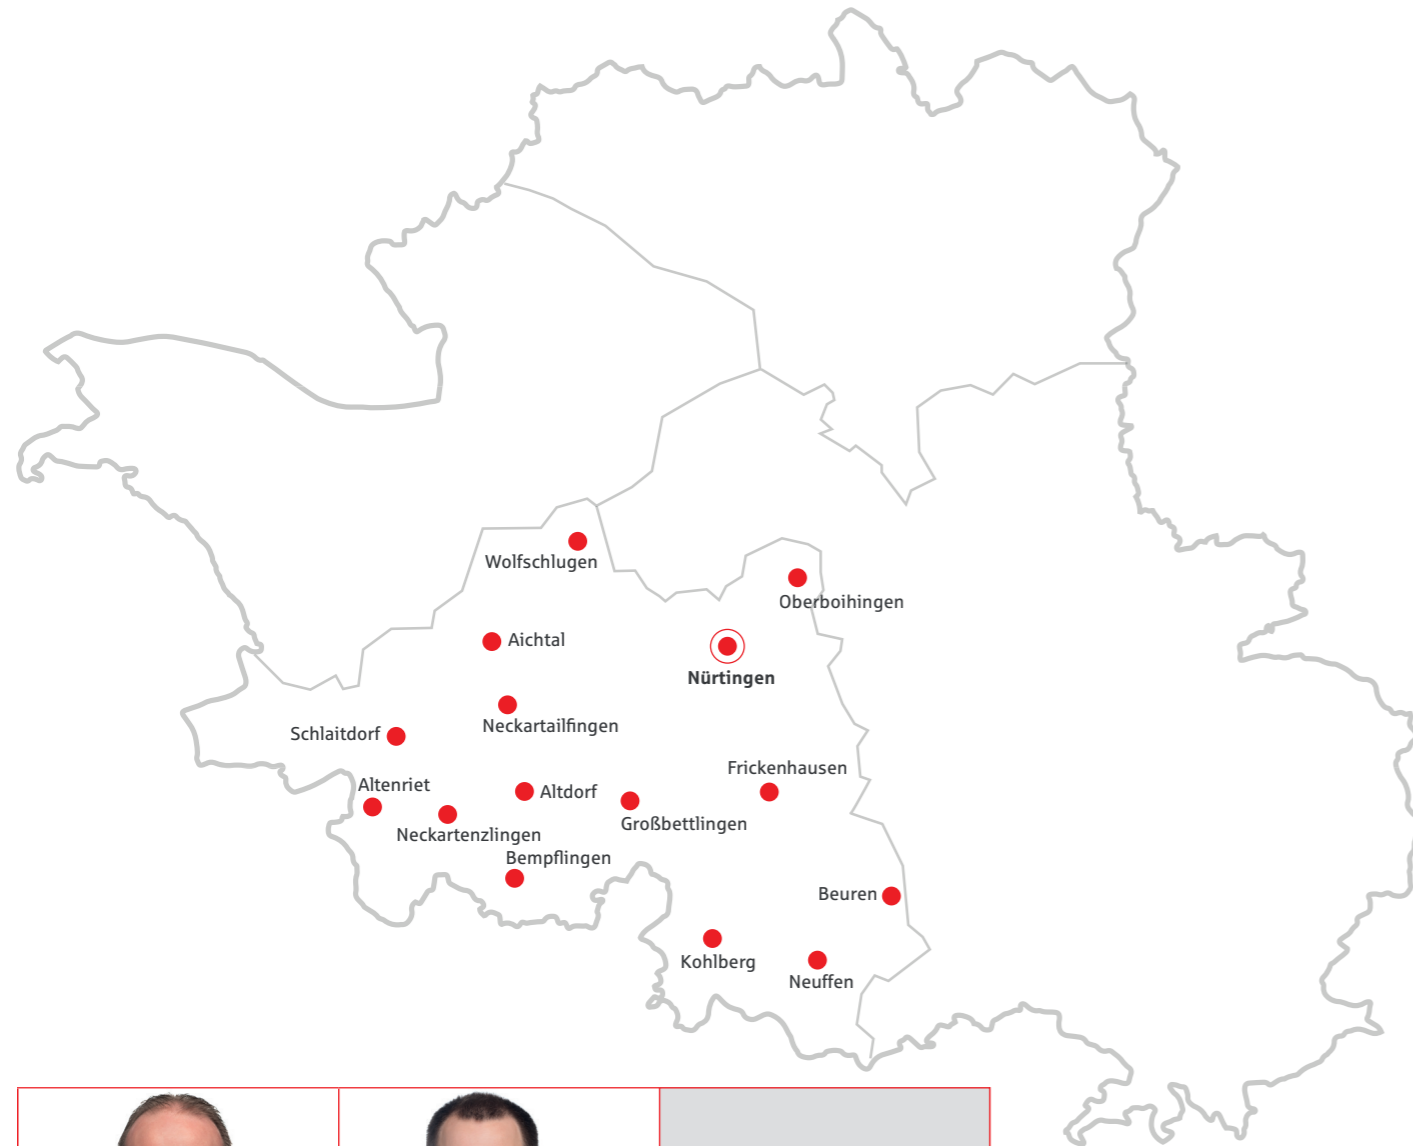 Wolfschlugen
Oberboihingen
Aichtal
Nürtingen
Neckartailfingen
Schlaitdorf
Frickenhausen
Altenriet
Altdorf
Großbettlingen
Neckartenzlingen
Bempflingen
Beuren
Kohlberg
Neuffen